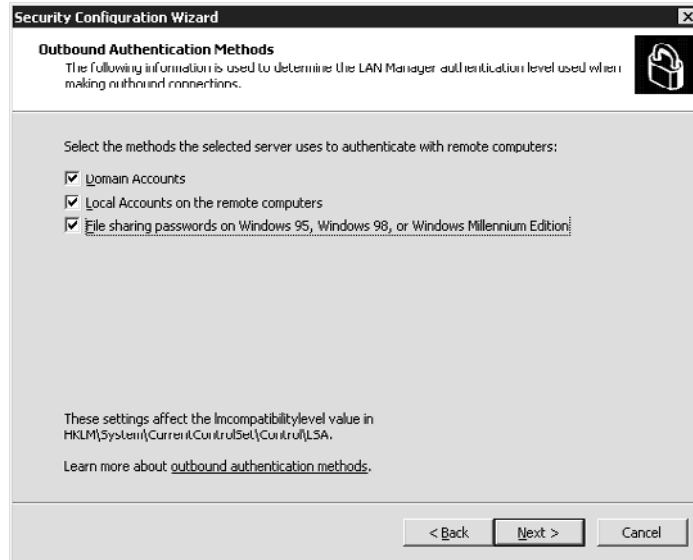 Security Configuration Wizard
Outbound Authentication Methods
The following information is used to determine the LAN Manager authentication level used when
making outbound connections.
Select the methods the selected server uses to authenticate with remote computers:
Domain Accounts
Local Accounts on the remote computers
File sharing passwords on Windows 95, Windows 98, or Windows Millennium Edition
These settings affect the lmcompatibilitylevel value in
HKLM\System\CurrentControlSet\Control\LSA.
Learn more about outbound authentication methods.
< Back Next > Cancel